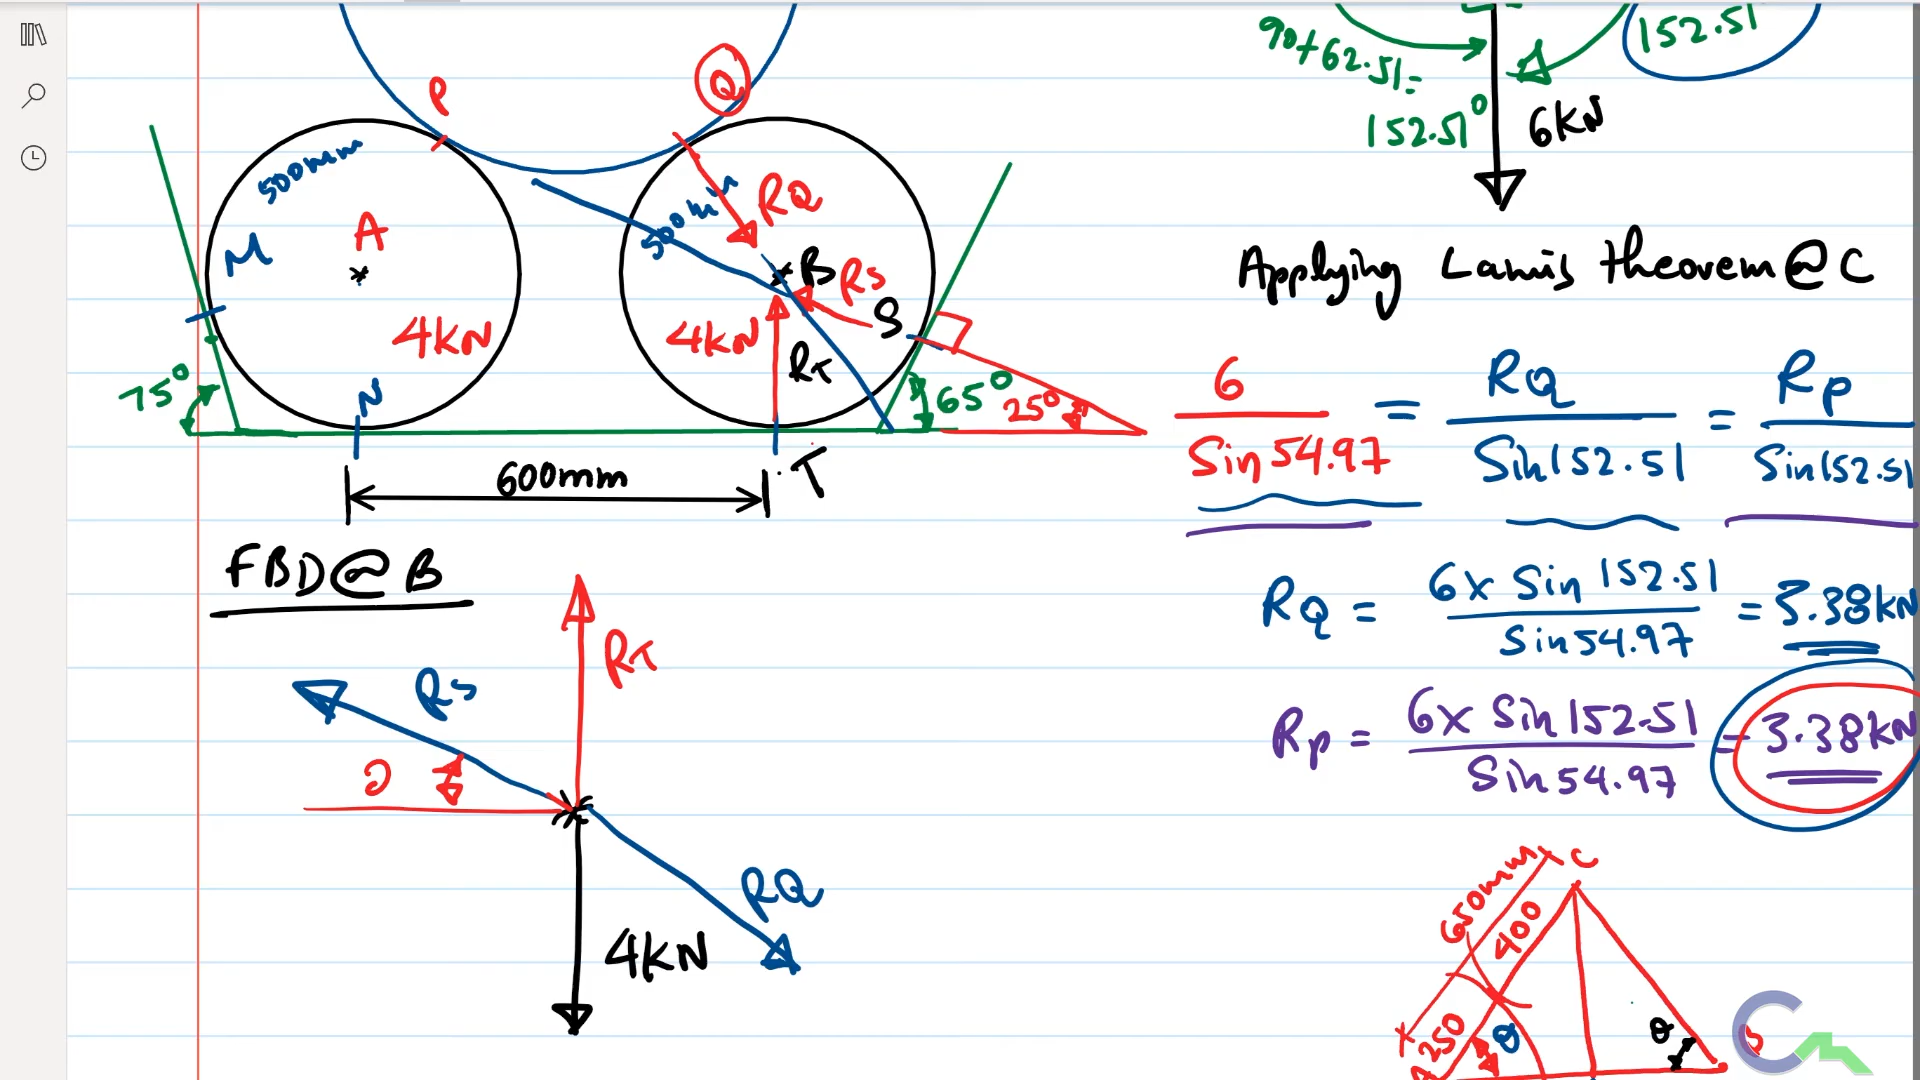 P
Q
500mm
M
A
4KN
N
75°
500mm
RQ
B
RS
S
4KN
RT
65°
25°
600mm
T
90+62.51=
152.51°
152.51
6KN
Applying Lamis theorem@C
6 = RQ = Rp
Sin54.97 Sin152.51 Sin152.51
RQ = 6x Sin 152.51 = 3.38KN
Sin54.97
Rp = 6x Sin152.51 = 3.38KN
Sin54.97
FBD@B
RT
RS
RQ
4KN
C
650mm
400
250
θ
θ